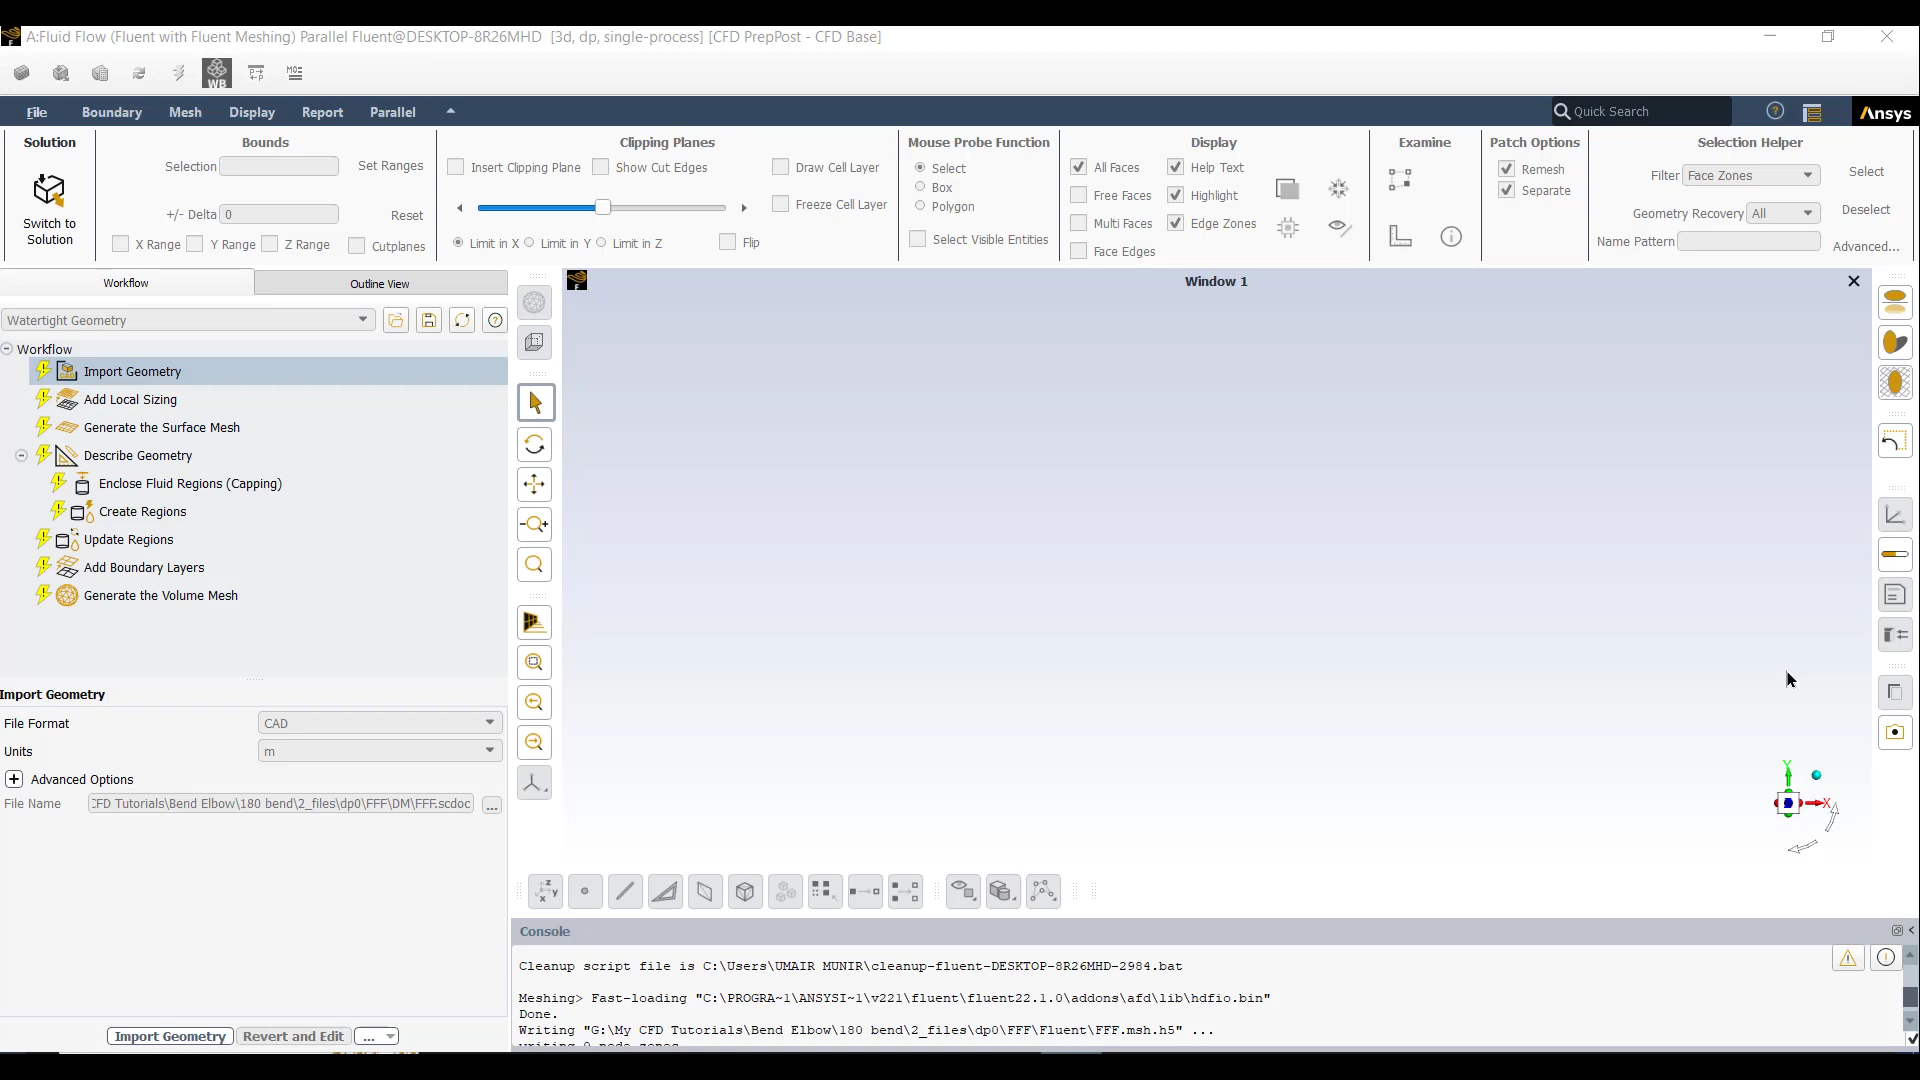 A:Fluid Flow (Fluent with Fluent Meshing) Parallel Fluent@DESKTOP-8R26MHD [3d, dp, single-process] [CFD PrepPost - CFD Base]
WB
File Boundary Mesh Display Report Parallel Quick Search Ansys
Solution
Switch to
Solution
Bounds
Selection Set Ranges
+/- Delta 0 Reset
X Range Y Range Z Range Cutplanes
Clipping Planes
Insert Clipping Plane Show Cut Edges Draw Cell Layer
Freeze Cell Layer
Limit in X Limit in Y Limit in Z Flip
Mouse Probe Function
Select
Box
Polygon
Select Visible Entities
Display
All Faces Help Text
Free Faces Highlight
Multi Faces Edge Zones
Face Edges
Examine
Patch Options
Remesh
Separate
Selection Helper
Filter Face Zones Select
Geometry Recovery All Deselect
Name Pattern Advanced...
Workflow Outline View
Watertight Geometry
Workflow
Import Geometry
Add Local Sizing
Generate the Surface Mesh
Describe Geometry
Enclose Fluid Regions (Capping)
Create Regions
Update Regions
Add Boundary Layers
Generate the Volume Mesh
Import Geometry
File Format CAD
Units m
Advanced Options
File Name CFD Tutorials\Bend Elbow\180 bend\2_files\dp0\FFF\DM\FFF.scdoc ...
Import Geometry Revert and Edit ...
Window 1
Y
X
Console
Cleanup script file is C:\Users\UMAIR MUNIR\cleanup-fluent-DESKTOP-8R26MHD-2984.bat
Meshing> Fast-loading "C:\PROGRA~1\ANSYSI~1\v221\fluent\fluent22.1.0\addons\afd\lib\hdfio.bin"
Done.
Writing "G:\My CFD Tutorials\Bend Elbow\180 bend\2_files\dp0\FFF\Fluent\FFF.msh.h5" ...
writing 0 node zones